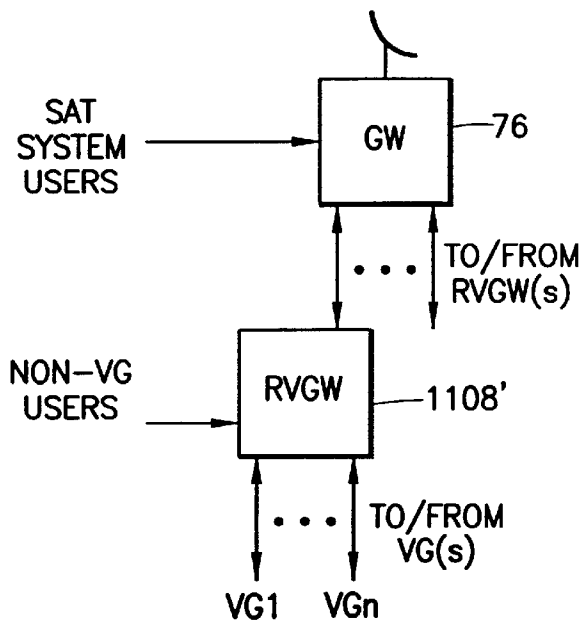 SAT
SYSTEM
USERS
GW
76
TO/FROM
RVGW(s)
NON-VG
USERS
RVGW
1108'
TO/FROM
VG(s)
VG1
VGn